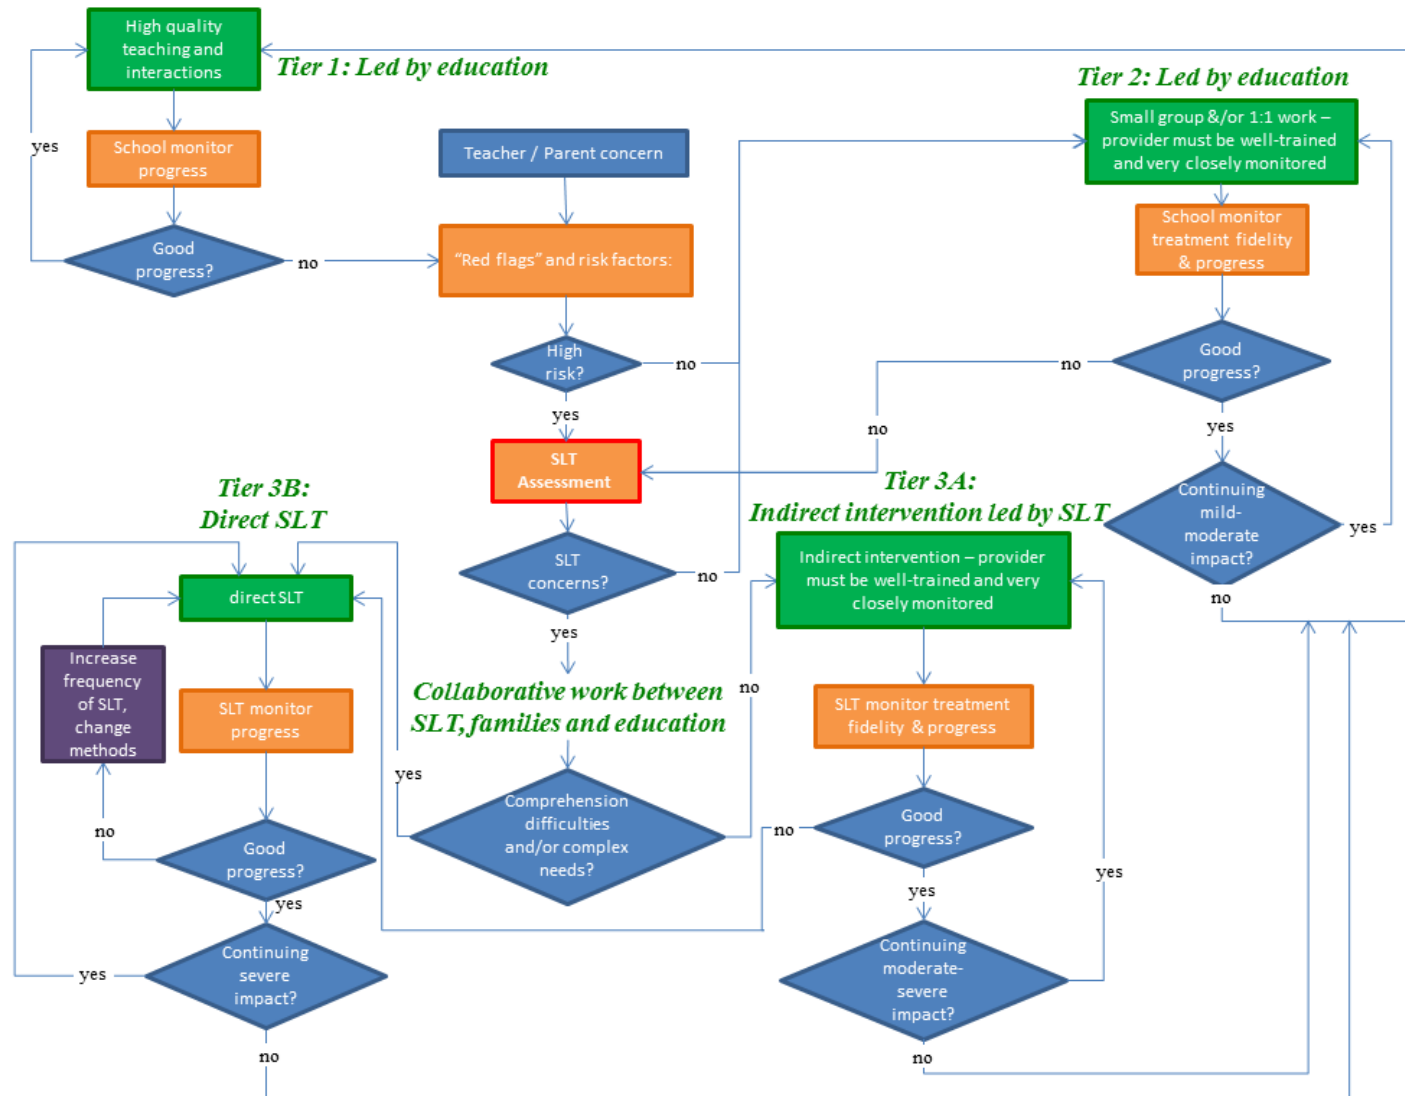 High quality
teaching and
interactions
Tier 1: Led by education
yes
School monitor
progress
Good
progress?
no
Teacher / Parent concern
"Red flags" and risk factors:
High
risk?
no
yes
SLT
Assessment
SLT
concerns?
no
yes
Collaborative work between
SLT, families and education
Comprehension
difficulties
and/or complex
needs?
yes
no
Tier 2: Led by education
Small group &/or 1:1 work –
provider must be well-trained
and very closely monitored
School monitor
treatment fidelity
& progress
Good
progress?
no
no
yes
Continuing
mild-
moderate
impact?
yes
no
Tier 3A:
Indirect intervention led by SLT
Indirect intervention – provider
must be well-trained and very
closely monitored
SLT monitor treatment
fidelity & progress
Good
progress?
no
yes
Continuing
moderate-
severe
impact?
yes
no
Tier 3B:
Direct SLT
direct SLT
Increase
frequency
of SLT,
change
methods
SLT monitor
progress
Good
progress?
no
yes
Continuing
severe
impact?
yes
no